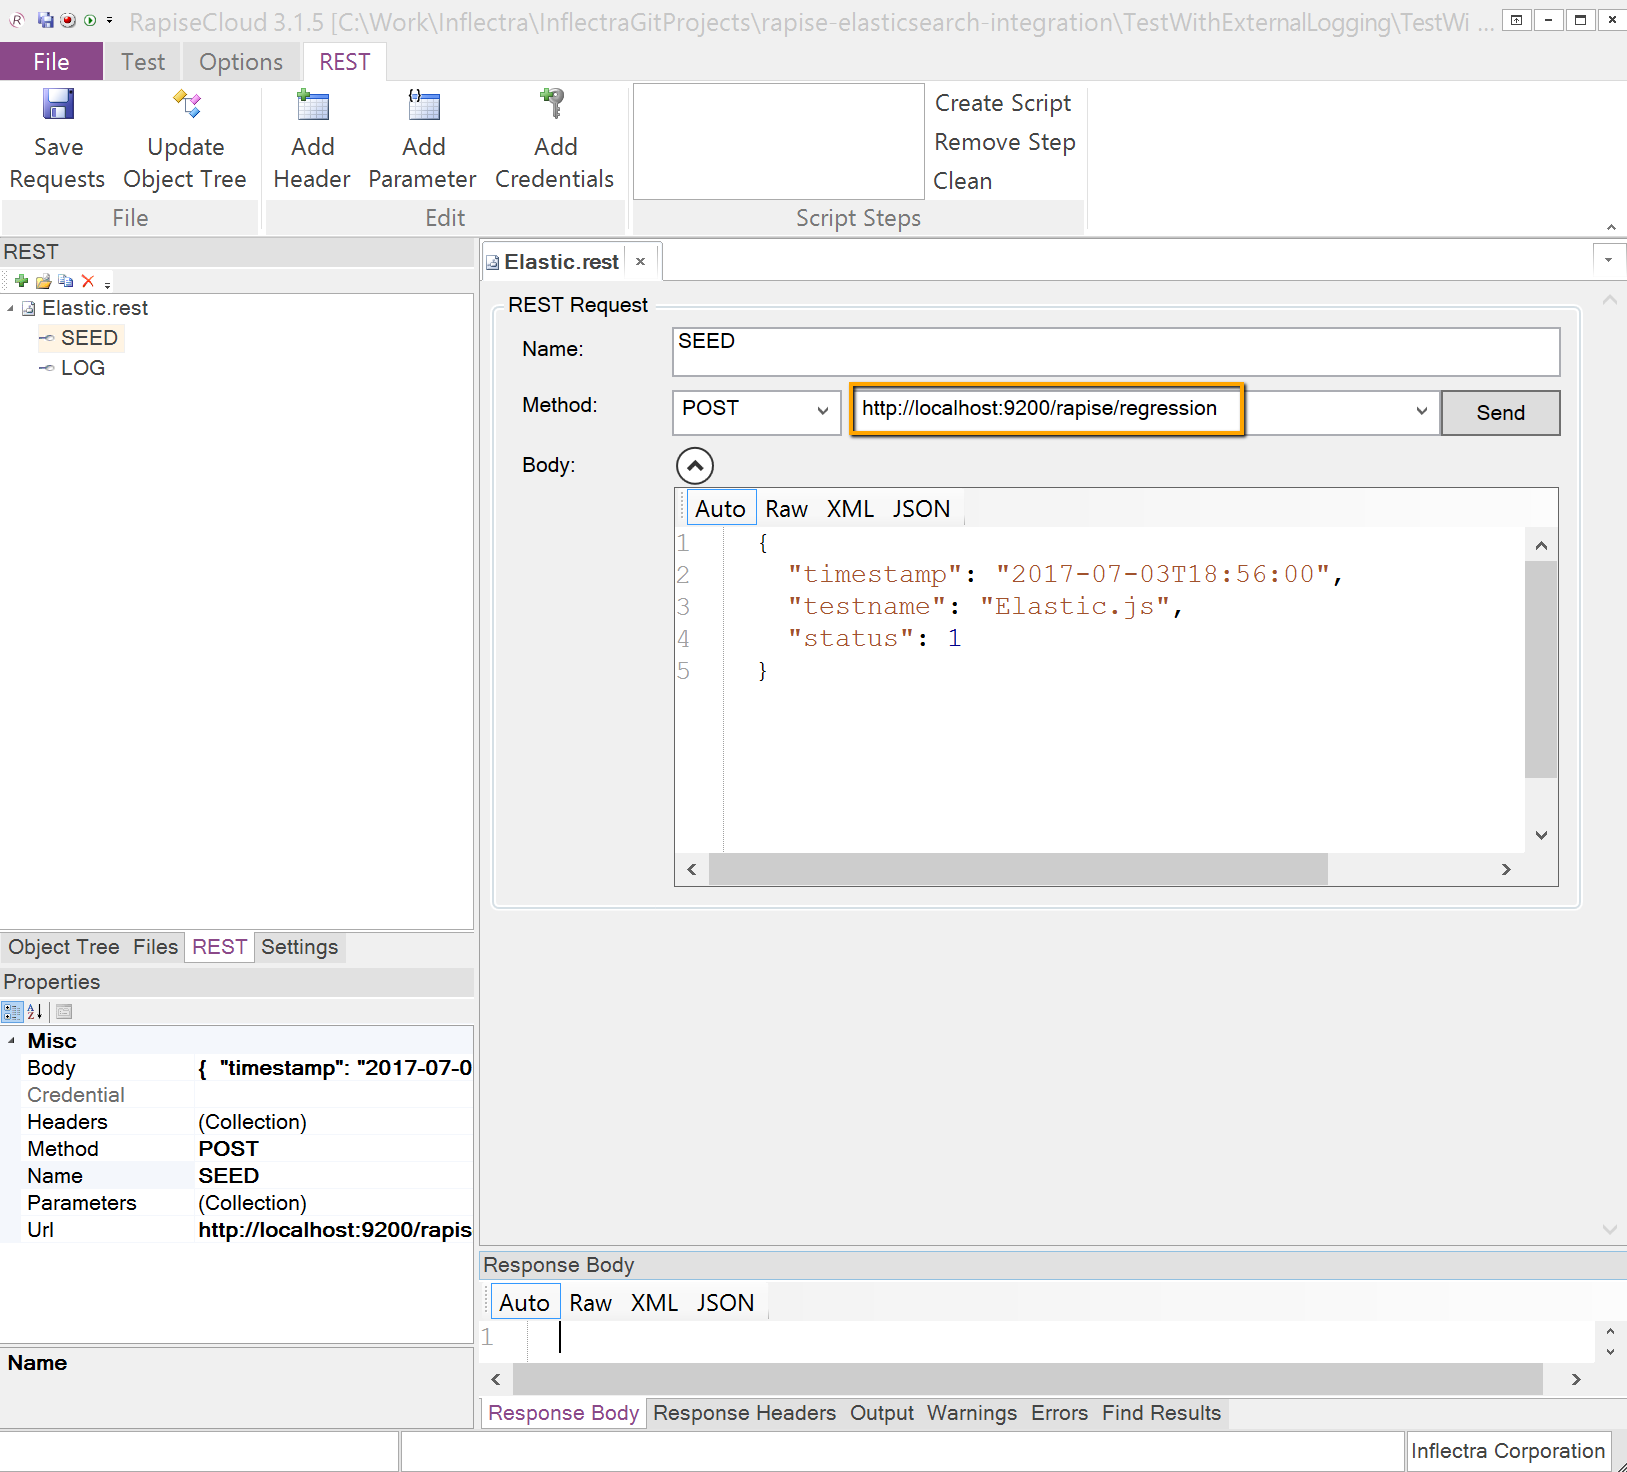 RapiseCloud 3.1.5 [C:\Work\Inflectra\InflectraGitProjects\rapise-elasticsearch-integration\TestWithExternalLogging\TestWi ...
File Test Options REST
Save Requests
Update Object Tree
Add Header
Add Parameter
Add Credentials
Create Script
Remove Step
Clean
File Edit Script Steps
REST
Elastic.rest
SEED
LOG
Elastic.rest
REST Request
Name: SEED
Method: POST http://localhost:9200/rapise/regression Send
Body:
Auto Raw XML JSON
1 {
2 "timestamp": "2017-07-03T18:56:00",
3 "testname": "Elastic.js",
4 "status": 1
5 }
Object Tree Files REST Settings
Properties
Misc
Body { "timestamp": "2017-07-0
Credential
Headers (Collection)
Method POST
Name SEED
Parameters (Collection)
Url http://localhost:9200/rapis
Name
Response Body
Auto Raw XML JSON
1
Response Body Response Headers Output Warnings Errors Find Results
Inflectra Corporation